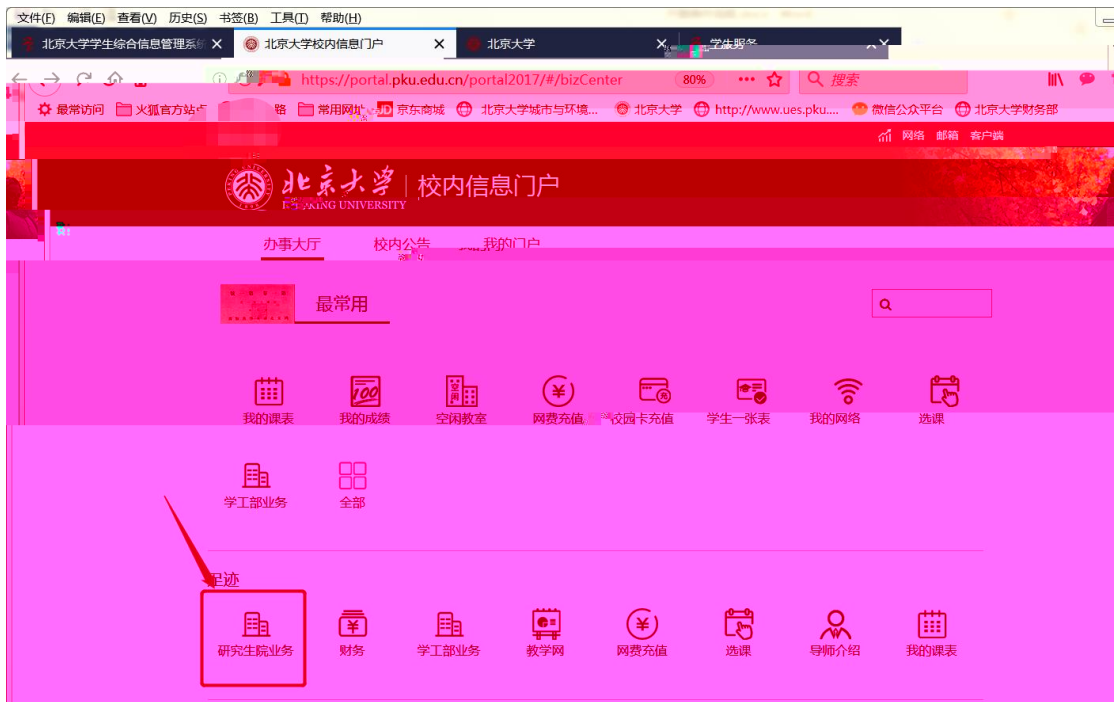 文件(F) 编辑(E) 查看(V) 历史(S) 书签(B) 工具(T) 帮助(H)
北京大学学生综合信息管理系统 北京大学校内信息门户 北京大学 学生服务
https://portal.pku.edu.cn/portal2017/#/bizCenter 80% 搜索
最常访问 火狐官方站点 路 常用网址 京东商城 北京大学城市与环境... 北京大学 http://www.ues.pku.... 微信公众平台 北京大学财务部
网络 邮箱 客户端
北京大学 校内信息门户
PEKING UNIVERSITY
办事大厅 校内公告 我的门户
最常用
我的课表 我的成绩 空闲教室 网费充值 校园卡充值 学生一张表 我的网络 选课
学工部业务 全部
足迹
研究生院业务 财务 学工部业务 教学网 网费充值 选课 导师介绍 我的课表